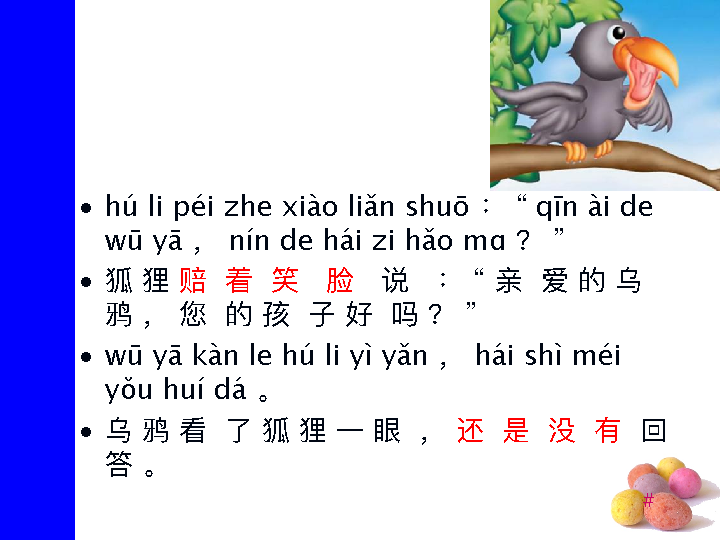 • hú li péi zhe xiào liǎn shuō：“ qīn ài de
wū yā ， nín de hái zi hǎo mɑ？ ”
• 狐 狸 赔 着 笑 脸 说 ：“ 亲 爱 的 乌
鸦 ， 您 的 孩 子 好 吗？ ”
• wū yā kàn le hú li yì yǎn ， hái shì méi
yǒu huí dá 。
• 乌 鸦 看 了 狐 狸 一 眼 ， 还 是 没 有 回
答 。
#